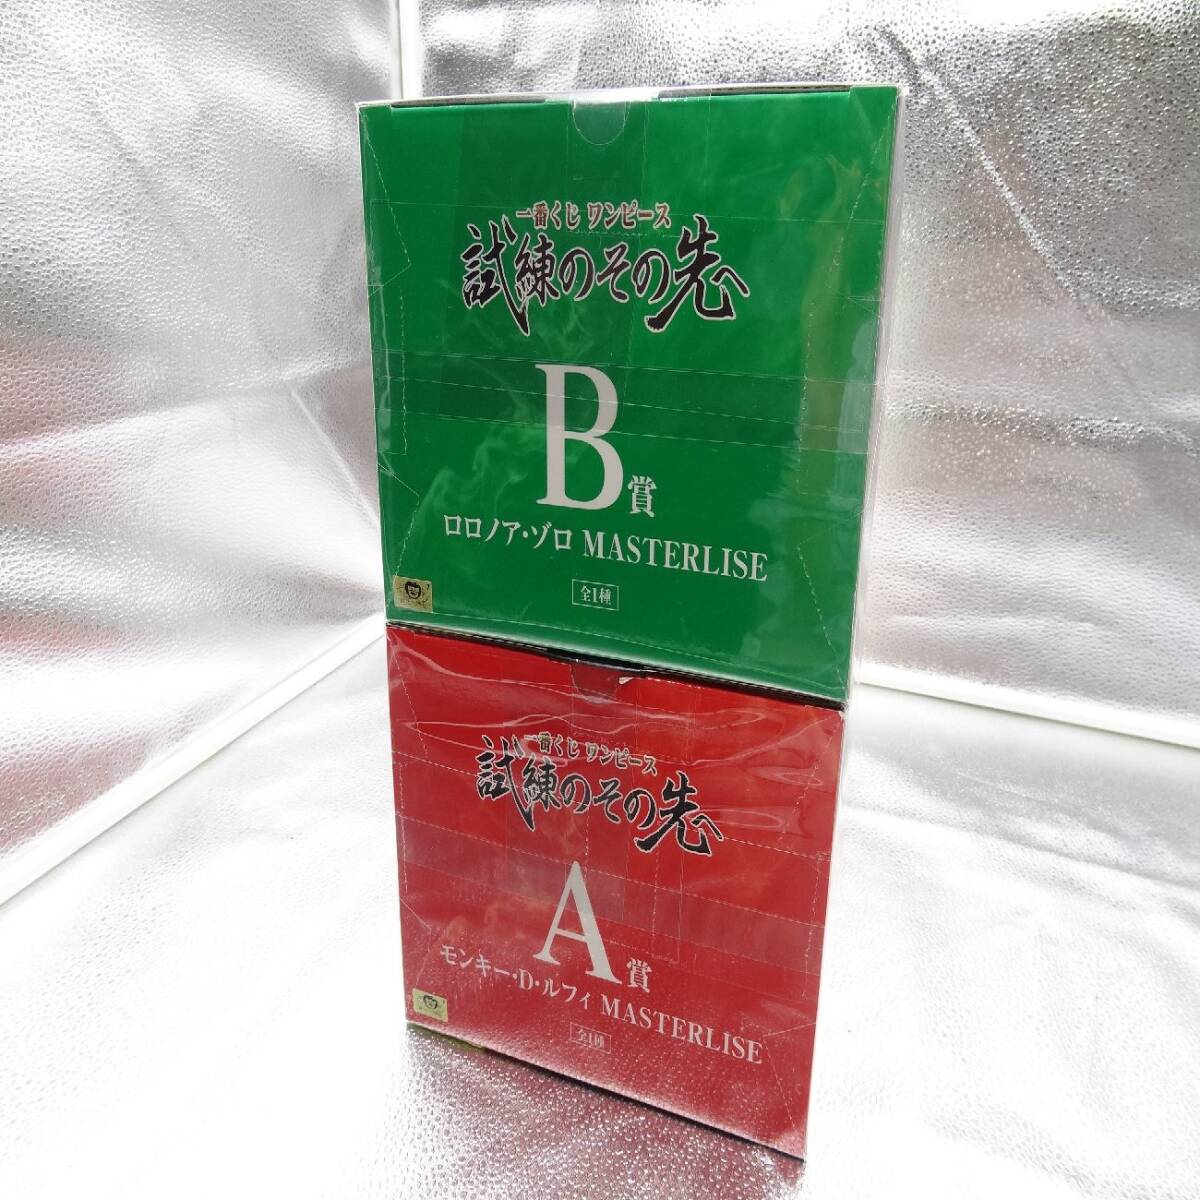 一番くじ ワンピース
試練のその先へ
B賞
ロロノア・ゾロ MASTERLISE
全1種
一番くじ ワンピース
試練のその先へ
A賞
モンキー・D・ルフィ MASTERLISE
全1種